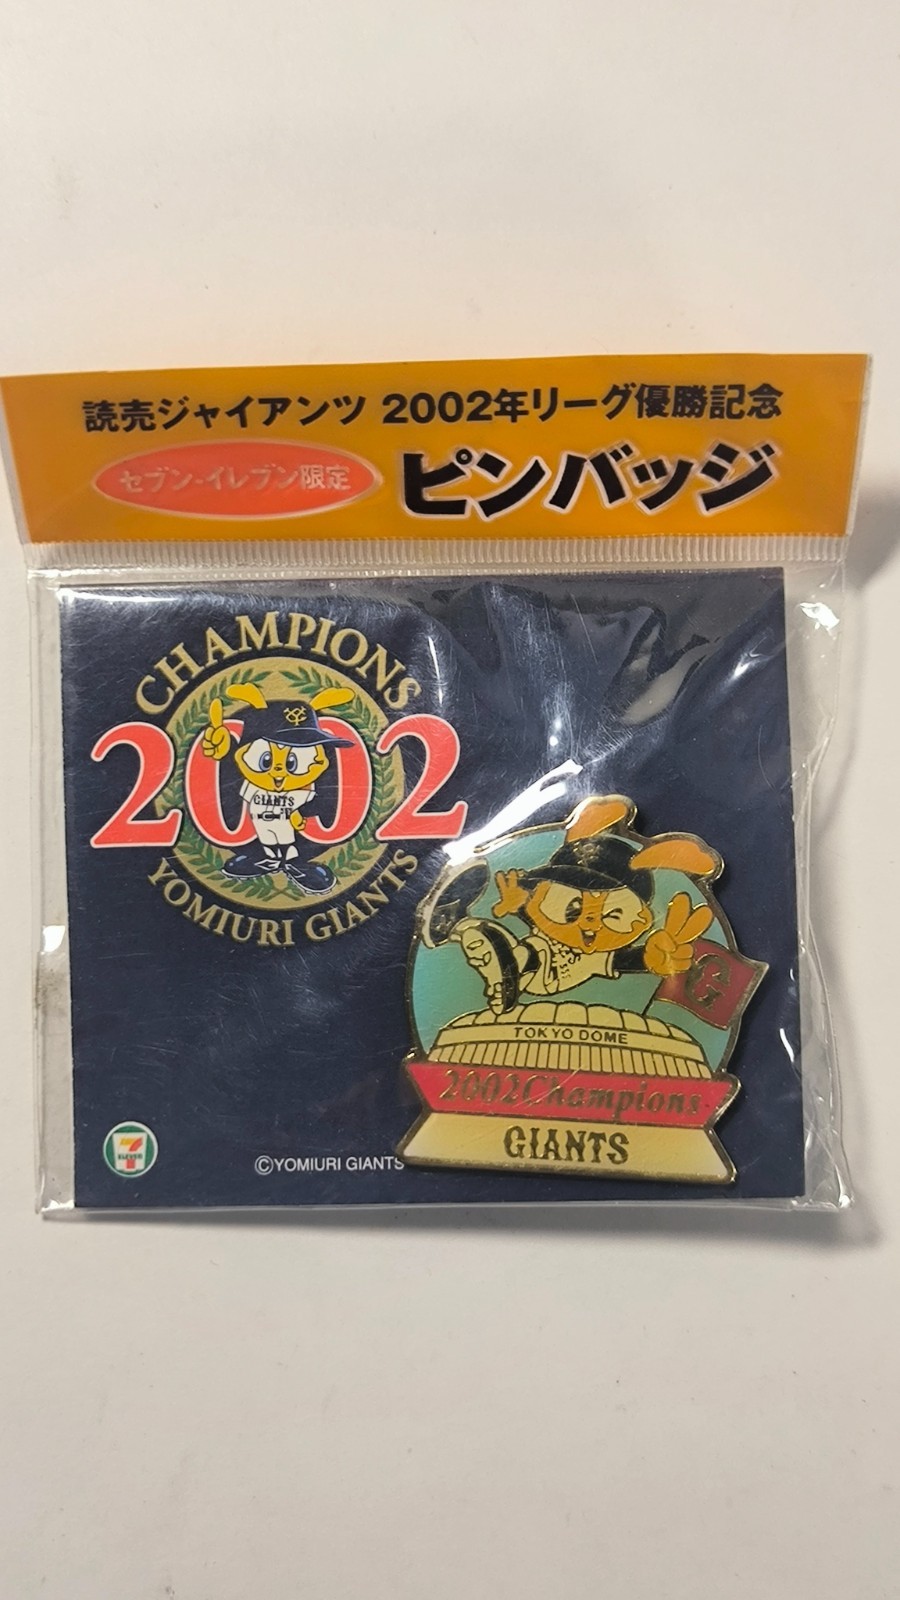 読売ジャイアンツ 2002年リーグ優勝記念
セブン-イレブン限定
ピンバッジ
CHAMPIONS
2002
GIANTS
YOMIURI GIANTS
G
TOKYO DOME
2002Champions
GIANTS
7
ELEVEN
©YOMIURI GIANTS